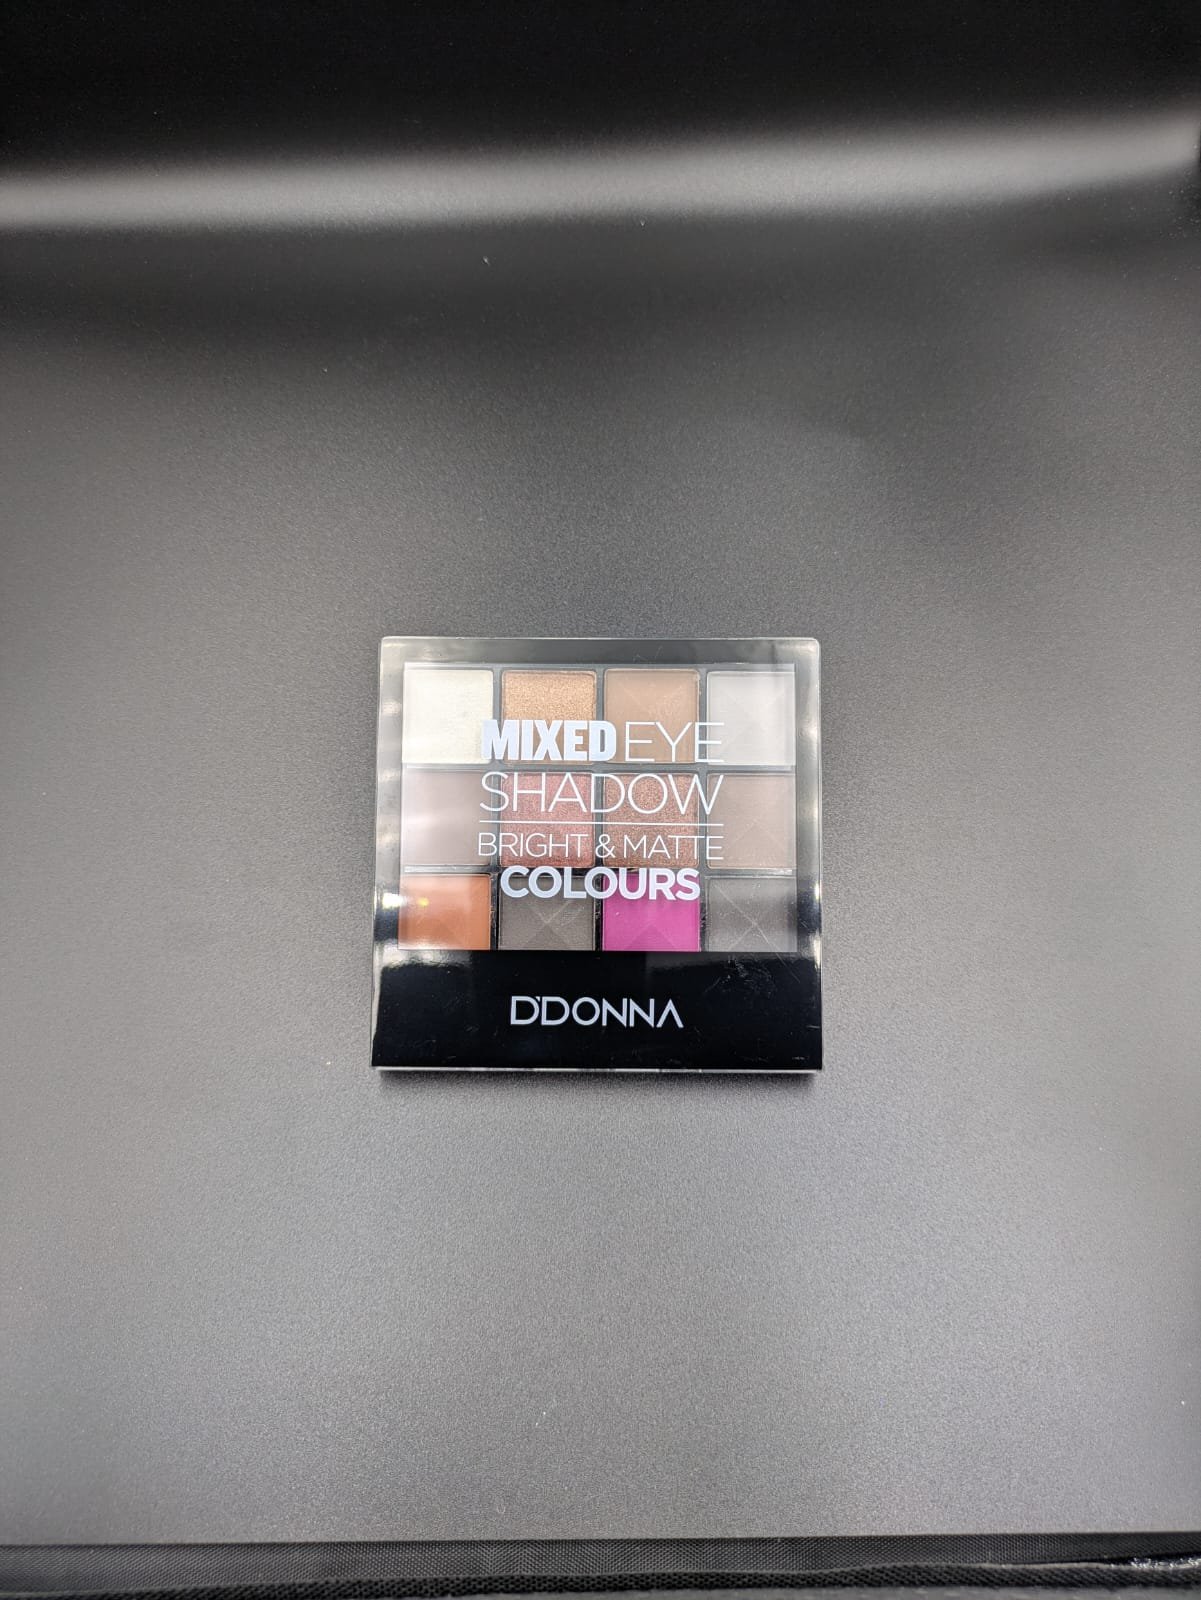 MIXED EYE
SHADOW
BRIGHT & MATTE
COLOURS
D'DONNA